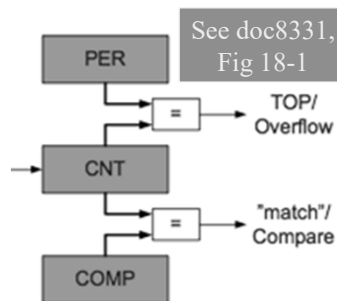 See doc8331,
Fig 18-1
PER
=
TOP/
Overflow
CNT
=
"match"/
Compare
COMP